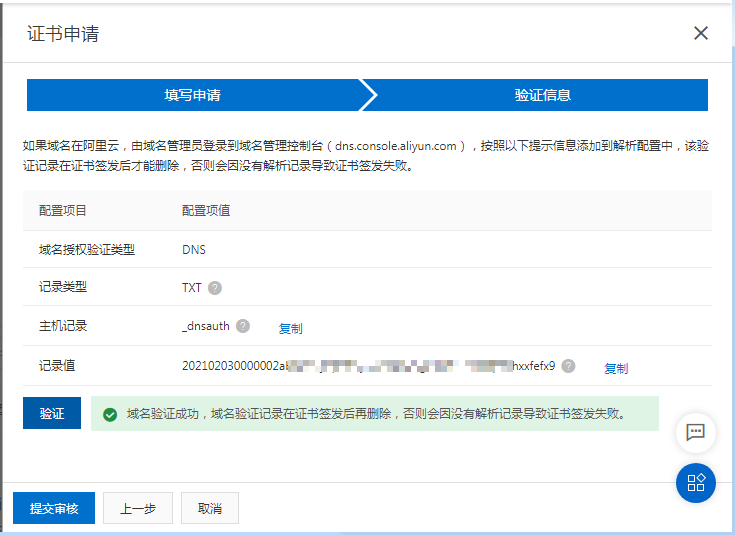 证书申请
填写申请
验证信息
如果域名在阿里云，由域名管理员登录到域名管理控制台（dns.console.aliyun.com），按照以下提示信息添加到解析配置中，该验
证记录在证书签发后才能删除，否则会因没有解析记录导致证书签发失败。
配置项目 配置项值
域名授权验证类型 DNS
记录类型 TXT ?
主机记录 _dnsauth ? 复制
记录值 202102030000002a hxxfefx9 ? 复制
验证 域名验证成功，域名验证记录在证书签发后再删除，否则会因没有解析记录导致证书签发失败。
提交审核 上一步 取消